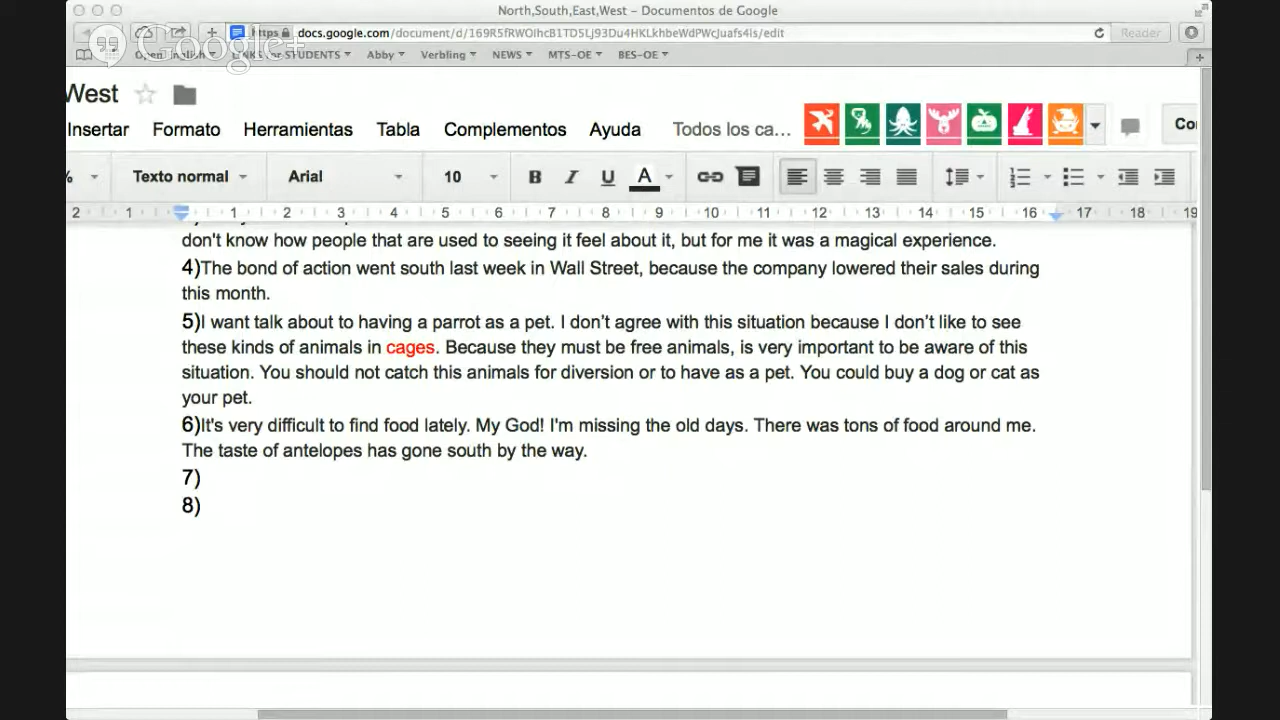 North,South,East,West – Documentos de Google
Google+
https docs.google.com/document/d/169R5fRWOihcB1TD5Lj93Du4HKLkhbeWdPWcJuafs4is/edit
Reader
Open English LINKS for STUDENTS Abby Verbling NEWS MTS-OE BES-OE
West
Insertar Formato Herramientas Tabla Complementos Ayuda Todos los ca...
% Texto normal Arial 10 B I U A
2 1 1 2 3 4 5 6 7 8 9 10 11 12 13 14 15 16 17 18 19
don't know how people that are used to seeing it feel about it, but for me it was a magical experience.
4)The bond of action went south last week in Wall Street, because the company lowered their sales during
this month.
5)I want talk about to having a parrot as a pet. I don't agree with this situation because I don't like to see
these kinds of animals in cages. Because they must be free animals, is very important to be aware of this
situation. You should not catch this animals for diversion or to have as a pet. You could buy a dog or cat as
your pet.
6)It's very difficult to find food lately. My God! I'm missing the old days. There was tons of food around me.
The taste of antelopes has gone south by the way.
7)
8)